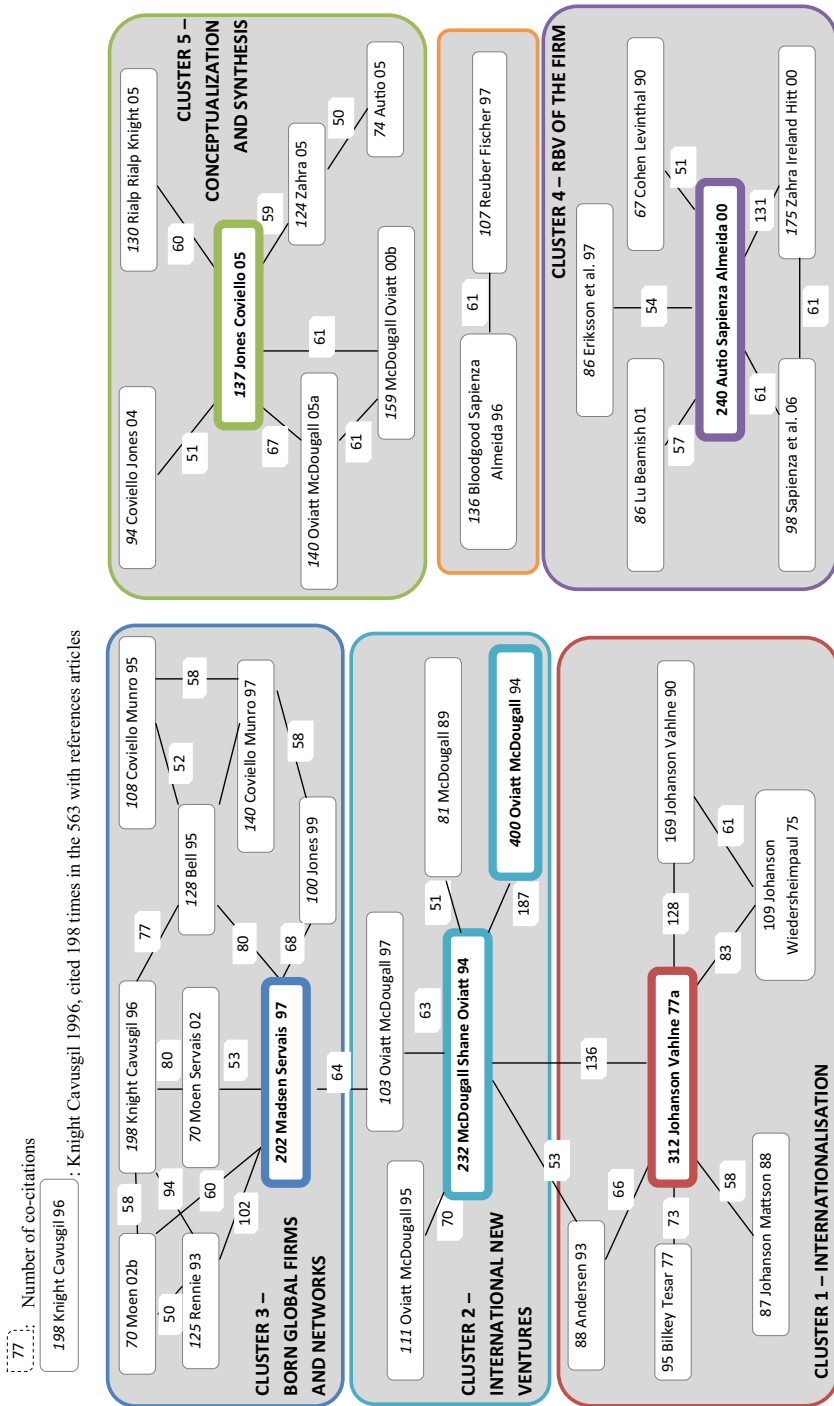 77
: Number of co-citations
198 Knight Cavusgil 96
: Knight Cavusgil 1996, cited 198 times in the 563 with references articles
70 Moen 02b
58
198 Knight Cavusgil 96
77
108 Coviello Munro 95
50
94
80
52
58
125 Rennie 93
60
70 Moen Servais 02
128 Bell 95
102
53
80
140 Coviello Munro 97
202 Madsen Servais 97
68
58
100 Jones 99
CLUSTER 3 –
BORN GLOBAL FIRMS
AND NETWORKS
64
111 Oviatt McDougall 95
103 Oviatt McDougall 97
81 McDougall 89
70
63
51
232 McDougall Shane Oviatt 94
187
400 Oviatt McDougall 94
CLUSTER 2 –
INTERNATIONAL NEW
VENTURES
53
136
88 Andersen 93
66
95 Bilkey Tesar 77
73
312 Johanson Vahlne 77a
128
169 Johanson Vahlne 90
58
83
61
87 Johanson Mattson 88
109 Johanson
Wiedersheimpaul 75
CLUSTER 1 – INTERNATIONALISATION
94 Coviello Jones 04
130 Rialp Rialp Knight 05
CLUSTER 5 –
CONCEPTUALIZATION
AND SYNTHESIS
51
60
137 Jones Coviello 05
59
124 Zahra 05
67
61
50
140 Oviatt McDougall 05a
61
159 McDougall Oviatt 00b
74 Autio 05
136 Bloodgood Sapienza
Almeida 96
61
107 Reuber Fischer 97
CLUSTER 4 – RBV OF THE FIRM
86 Lu Beamish 01
86 Eriksson et al. 97
67 Cohen Levinthal 90
57
54
51
240 Autio Sapienza Almeida 00
61
131
98 Sapienza et al. 06
61
175 Zahra Ireland Hitt 00